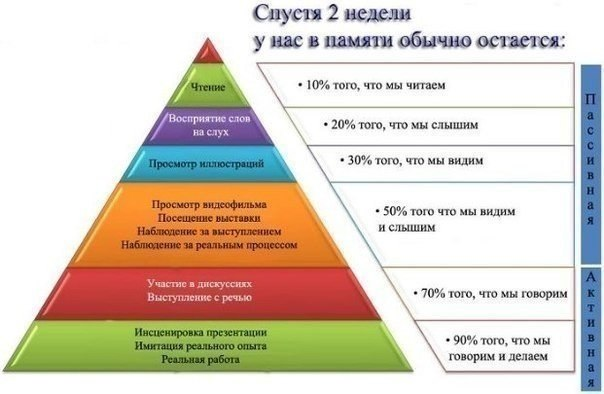 Спустя 2 недели
у нас в памяти обычно остается:
Чтение
• 10% того, что мы читаем
Восприятие слов
на слух
• 20% того, что мы слышим
Просмотр иллюстраций
• 30% того, что мы видим
Просмотр видеофильма
Посещение выставки
Наблюдение за выступлением
Наблюдение за реальным процессом
• 50% того что мы видим
и слышим
Пассивная
Участие в дискуссиях
Выступление с речью
• 70% того, что мы говорим
Инсценировка презентации
Имитация реального опыта
Реальная работа
• 90% того, что мы
говорим и делаем
Активная